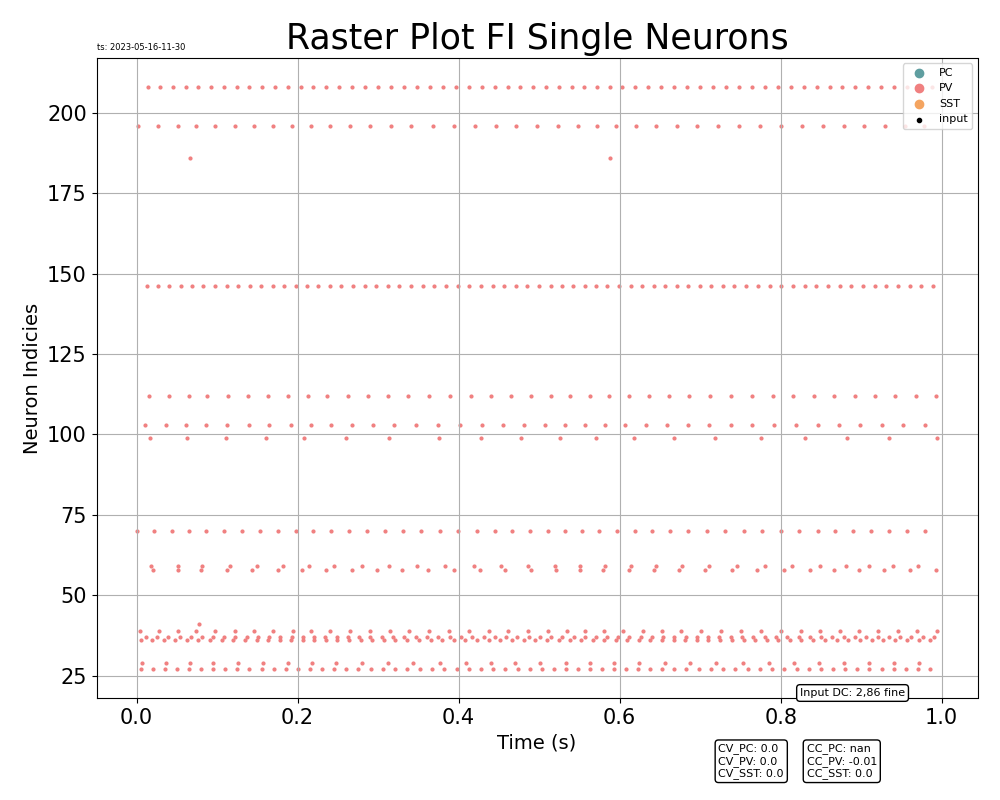 Raster Plot FI Single Neurons
ts: 2023-05-16-11-30
PC
PV
SST
input
200
175
150
125
100
75
50
25
Neuron Indicies
0.0 0.2 0.4 0.6 0.8 1.0
Time (s)
Input DC: 2,86 fine
CV_PC: 0.0
CV_PV: 0.0
CV_SST: 0.0
CC_PC: nan
CC_PV: -0.01
CC_SST: 0.0